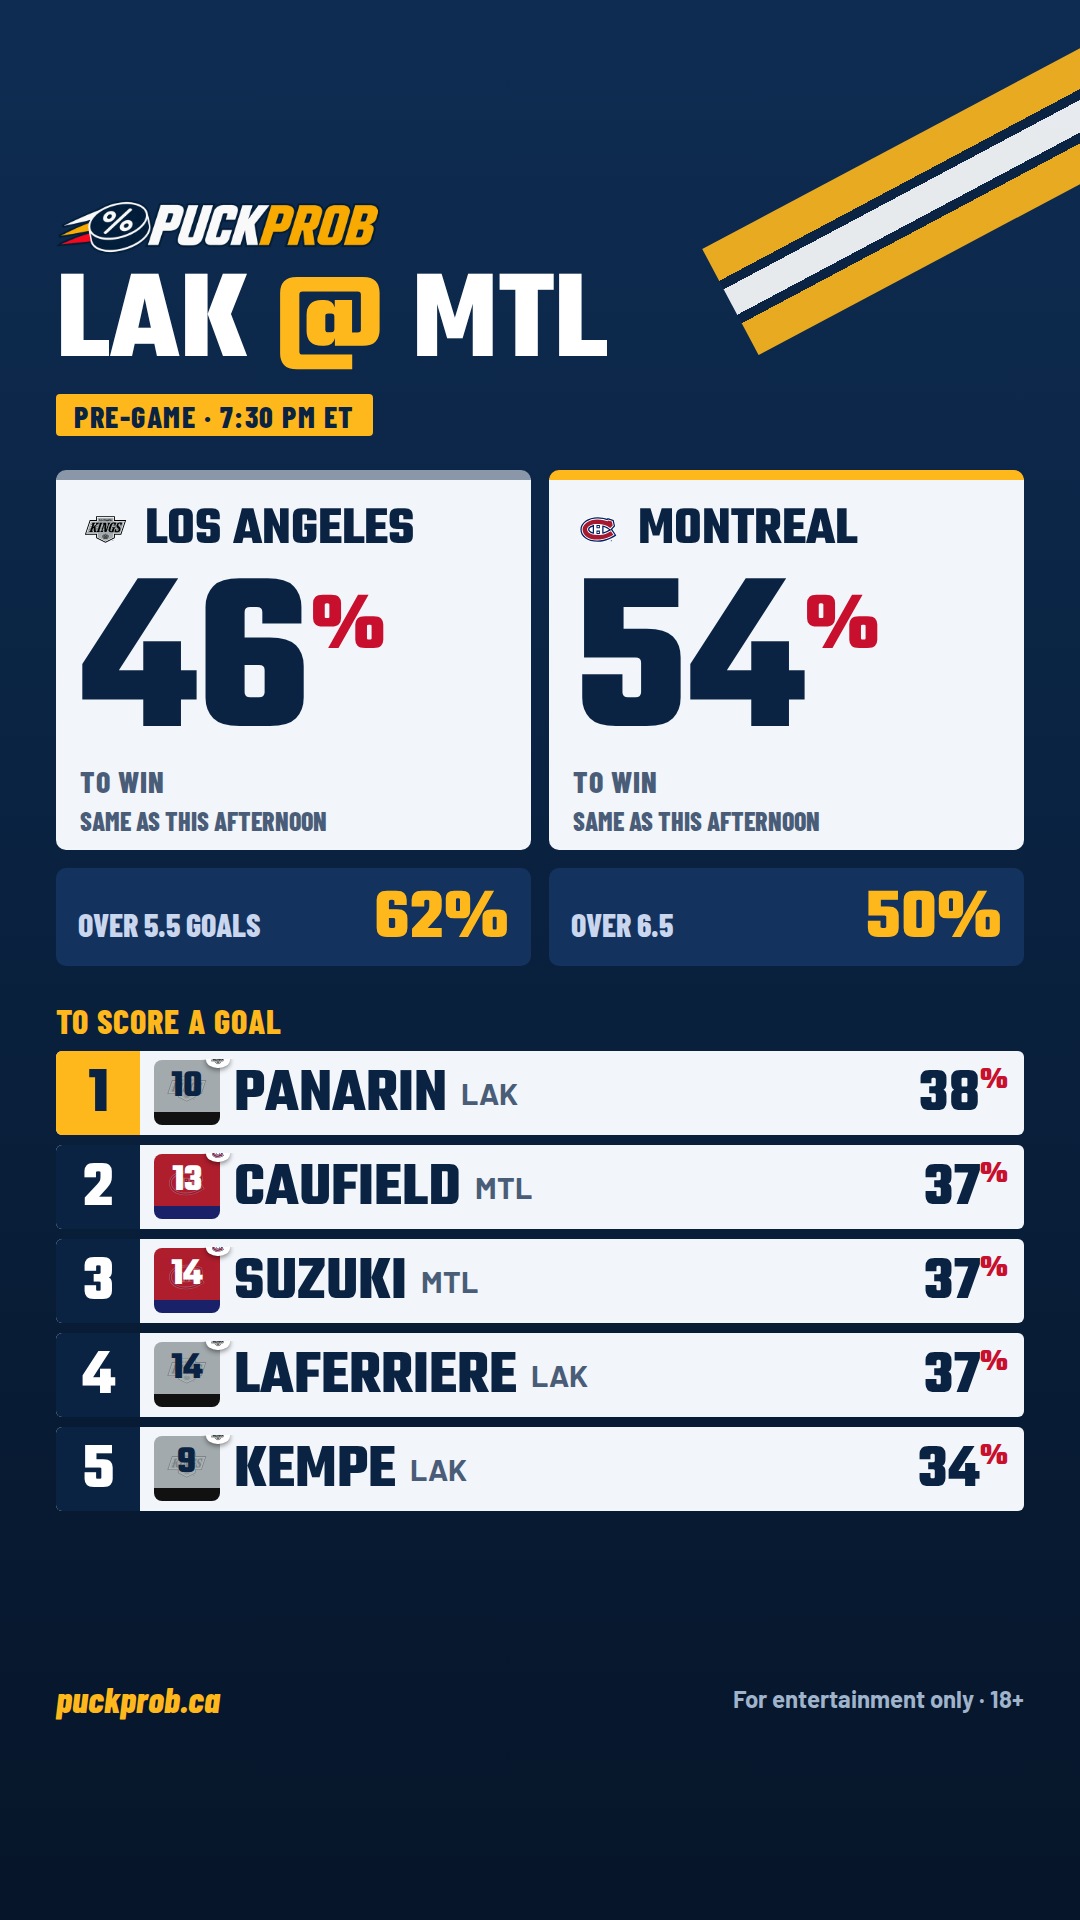 % PUCKPROB
LAK @ MTL
PRE-GAME · 7:30 PM ET
KINGS LOS ANGELES
46%
TO WIN
SAME AS THIS AFTERNOON
MONTREAL
54%
TO WIN
SAME AS THIS AFTERNOON
OVER 5.5 GOALS 62%
OVER 6.5 50%
TO SCORE A GOAL
1 10 PANARIN LAK 38%
2 13 CAUFIELD MTL 37%
3 14 SUZUKI MTL 37%
4 14 LAFERRIERE LAK 37%
5 9 KEMPE LAK 34%
puckprob.ca
For entertainment only · 18+